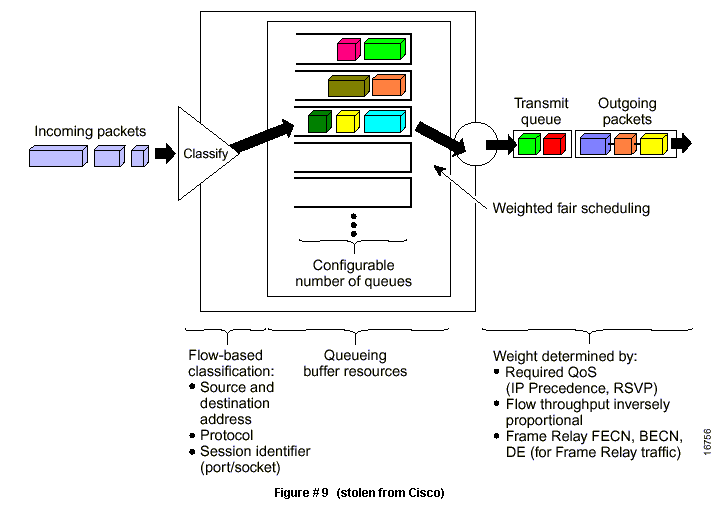 Incoming packets
Classify
Transmit
queue
Outgoing
packets
Weighted fair scheduling
Configurable
number of queues
Flow-based
classification:
• Source and
destination
address
• Protocol
• Session identifier
(port/socket)
Queueing
buffer resources
Weight determined by:
• Required QoS
(IP Precedence, RSVP)
• Flow throughput inversely
proportional
• Frame Relay FECN, BECN,
DE (for Frame Relay traffic)
16756
Figure # 9 (stolen from Cisco)